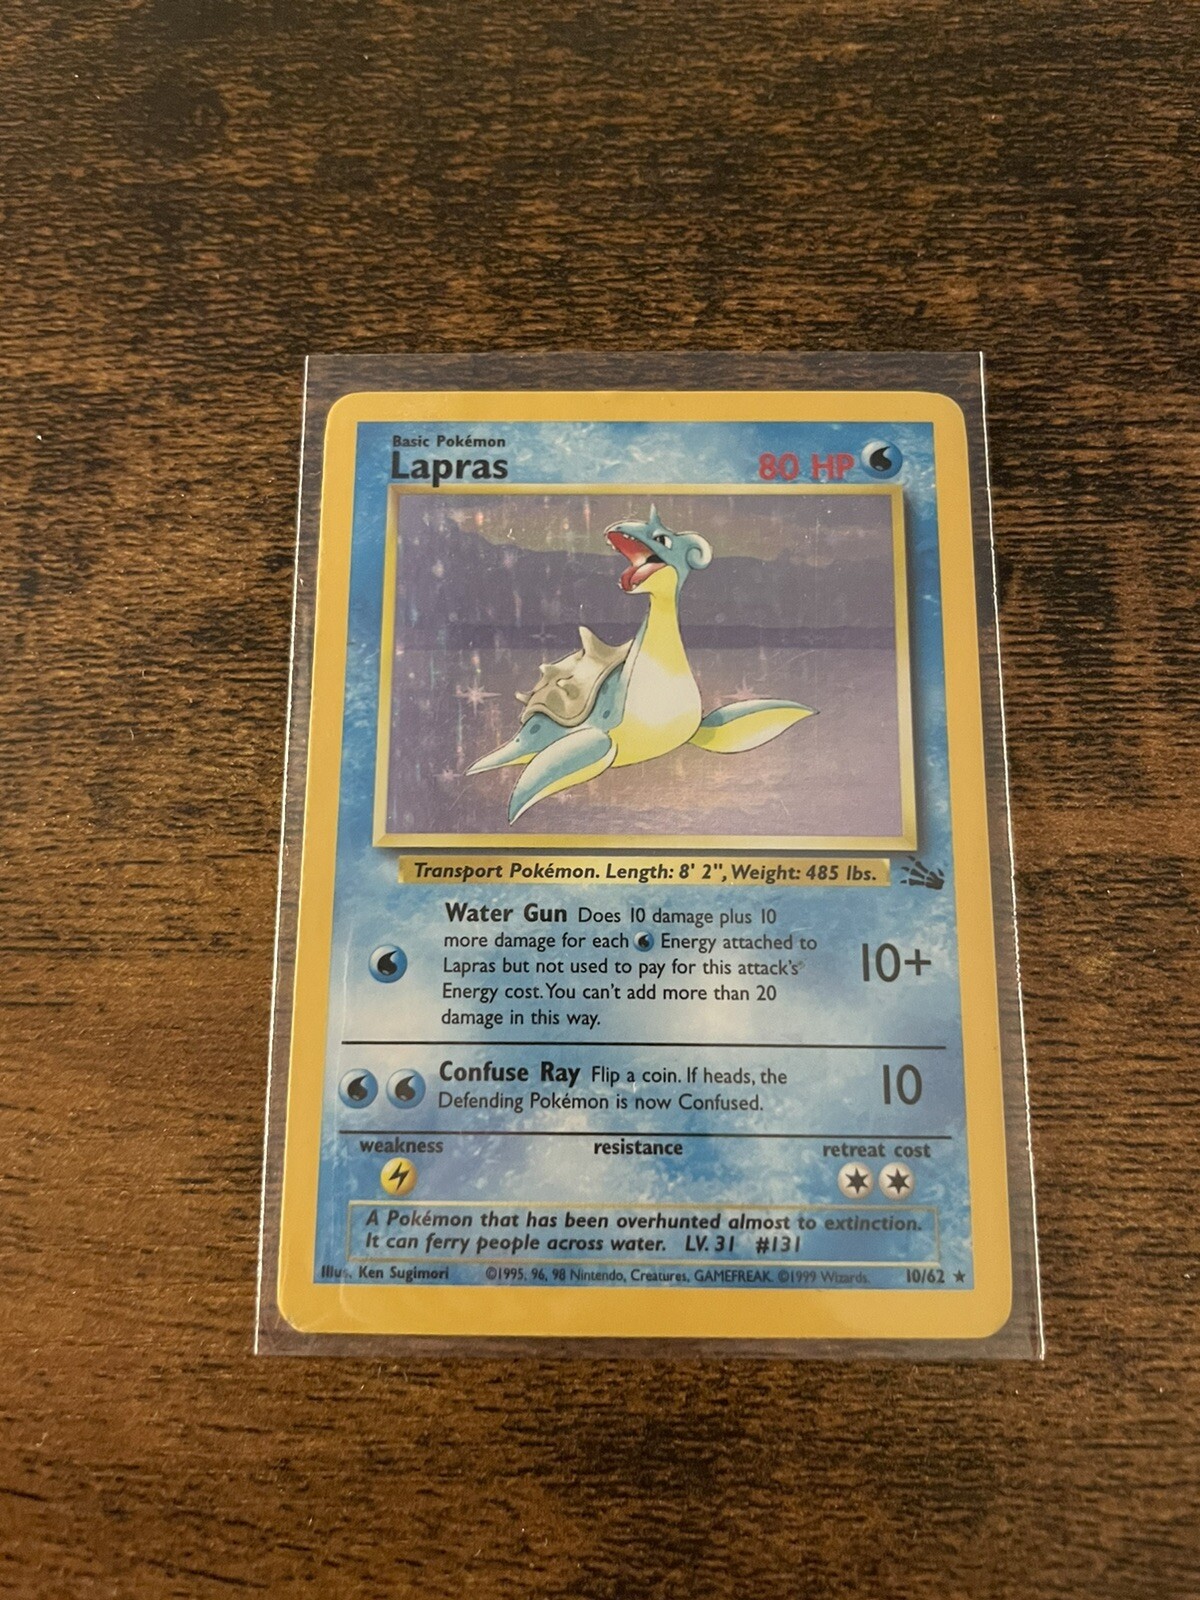 Basic Pokémon
Lapras
80 HP
Transport Pokémon. Length: 8' 2", Weight: 485 lbs.
Water Gun Does 10 damage plus 10
more damage for each Energy attached to
Lapras but not used to pay for this attack's
Energy cost. You can't add more than 20
damage in this way.
10+
Confuse Ray Flip a coin. If heads, the
Defending Pokémon is now Confused.
10
weakness
resistance
retreat cost
A Pokémon that has been overhunted almost to extinction.
It can ferry people across water. LV. 31 #131
Illus. Ken Sugimori ©1995, 96, 98 Nintendo, Creatures, GAMEFREAK. ©1999 Wizards. 10/62 ★